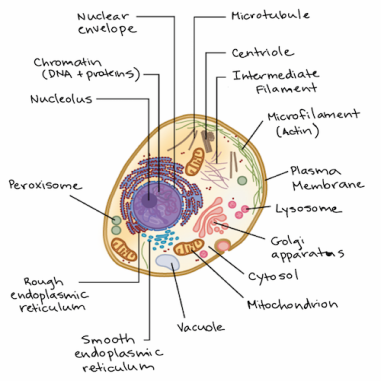 Nuclear
envelope
Microtubule
Centriole
Chromatin
(DNA + proteins)
Intermediate
Filament
Nucleolus
Microfilament
(Actin)
Plasma
Membrane
Peroxisome
Lysosome
Golgi
apparatus
Cytosol
Rough
endoplasmic
reticulum
Mitochondrion
Vacuole
Smooth
endoplasmic
reticulum